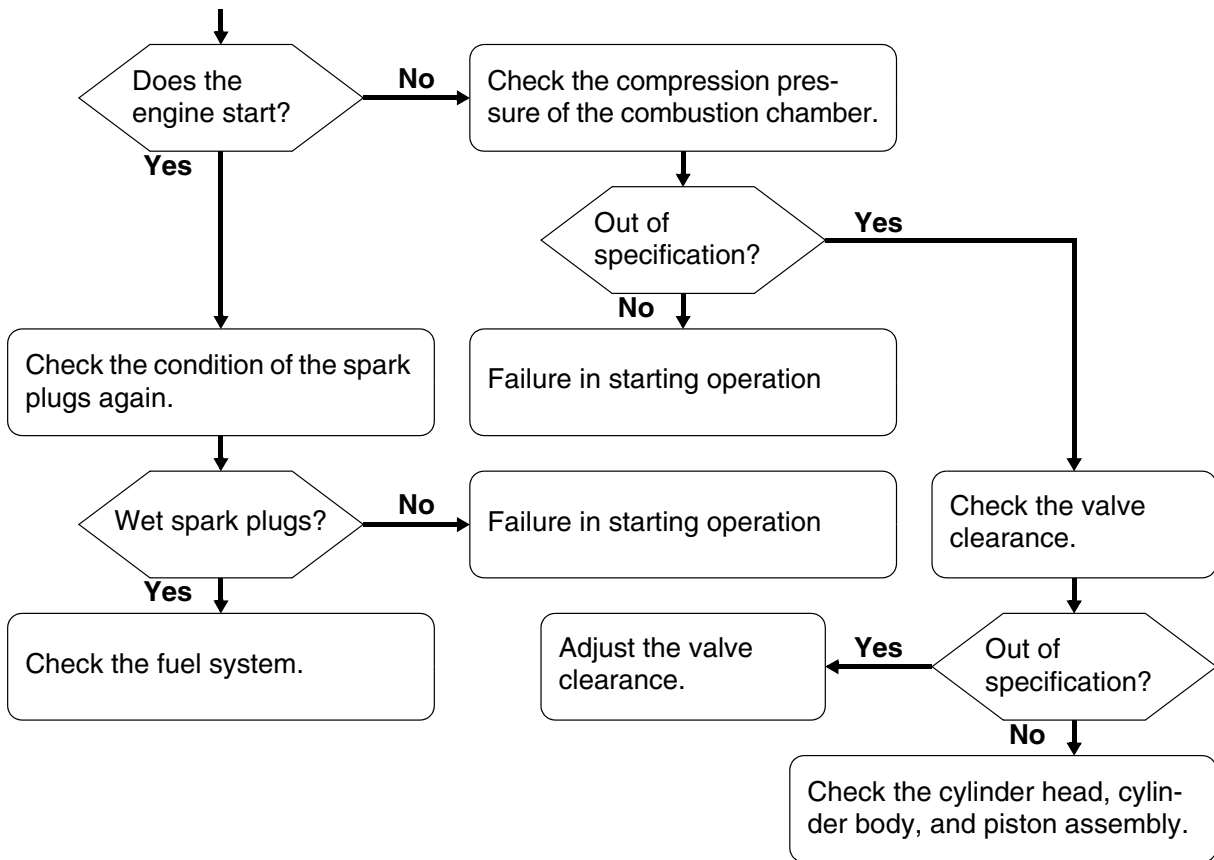 Does the
engine start?
No
Check the compression pres-
sure of the combustion chamber.
Yes
Out of
specification?
Yes
No
Check the condition of the spark
plugs again.
Failure in starting operation
Wet spark plugs?
No
Failure in starting operation
Check the valve
clearance.
Yes
Check the fuel system.
Adjust the valve
clearance.
Yes
Out of
specification?
No
Check the cylinder head, cylin-
der body, and piston assembly.